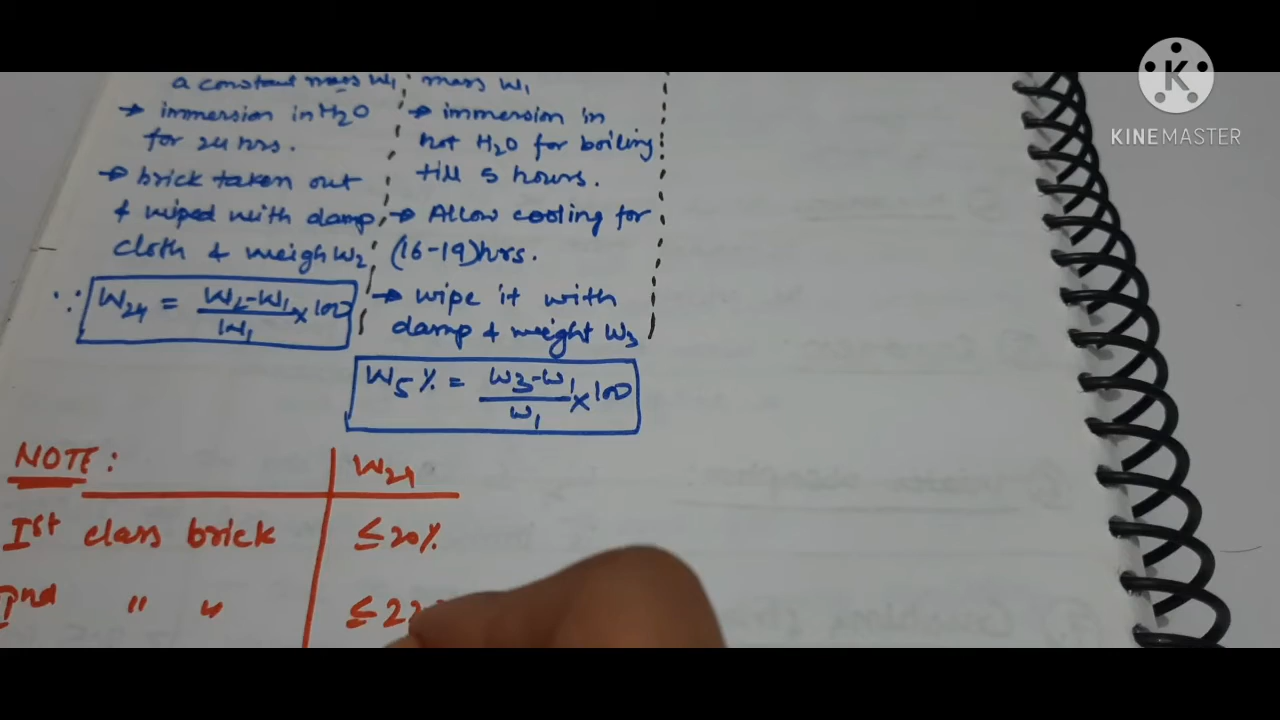 a constant mass W1
→ immersion in H2O
for 24 hrs.
→ brick taken out
& wiped with damp
cloth & weigh W2
∵ W24 = W2-W1/W1 × 100
mass W1
→ immersion in
hot H2O for boiling
till 5 hours.
→ Allow cooling for
(16-19)hrs.
→ wipe it with
damp & weight W3
W5 % = W3-W1/W1 × 100
NOTE:
W24
Ist class brick ≤20%
IInd " " ≤22
K
KINEMASTER